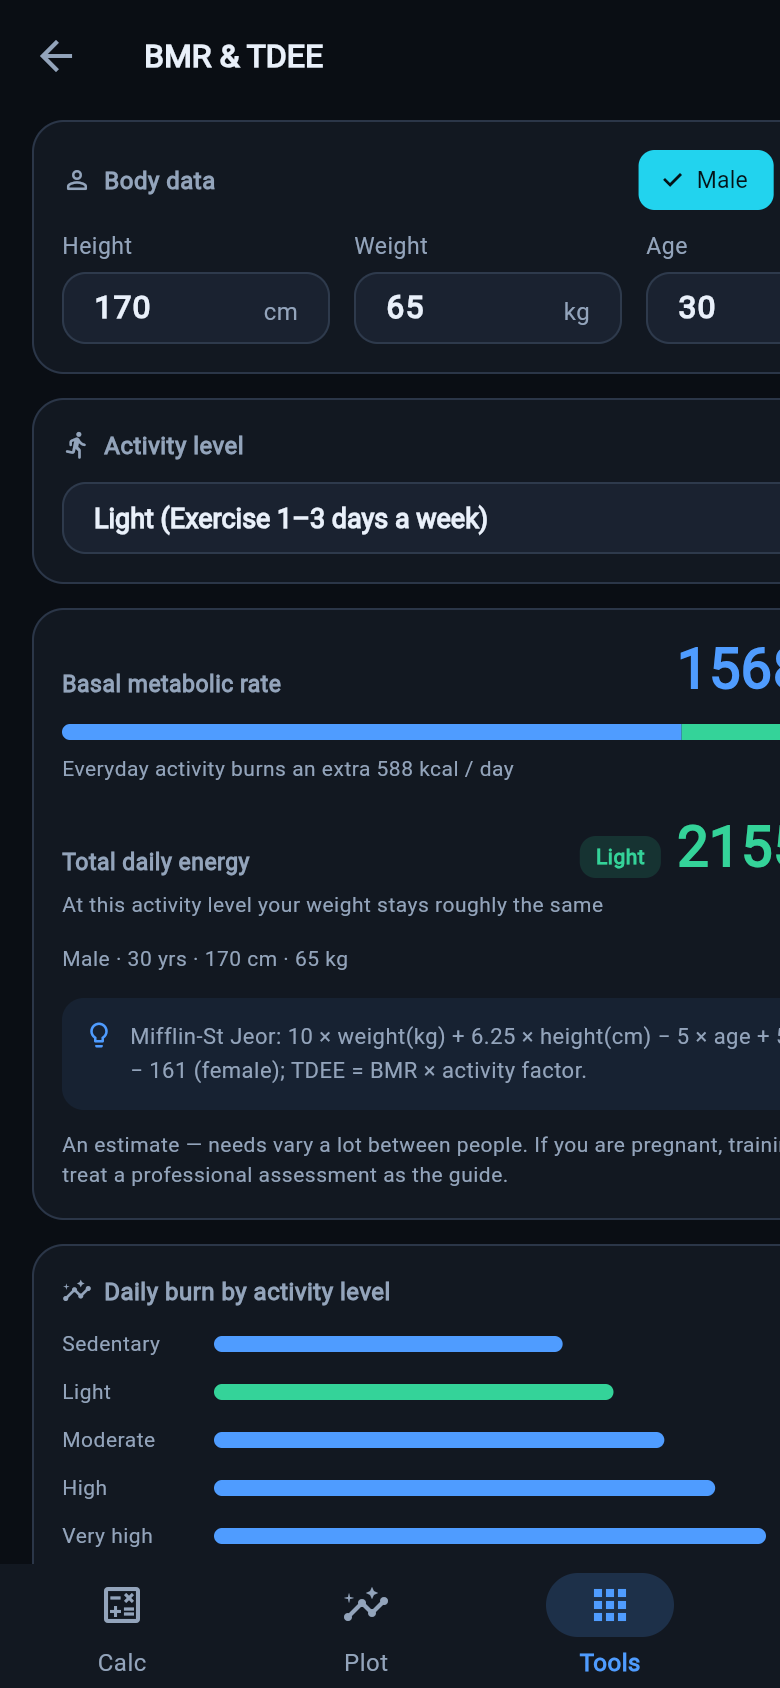 BMR & TDEE
Body data
Male
Height
Weight
Age
170 cm
65 kg
30
Activity level
Light (Exercise 1–3 days a week)
Basal metabolic rate
156
Everyday activity burns an extra 588 kcal / day
Total daily energy
Light
215
At this activity level your weight stays roughly the same
Male · 30 yrs · 170 cm · 65 kg
Mifflin-St Jeor: 10 × weight(kg) + 6.25 × height(cm) − 5 × age +
− 161 (female); TDEE = BMR × activity factor.
An estimate — needs vary a lot between people. If you are pregnant,
treat a professional assessment as the guide.
Daily burn by activity level
Sedentary
Light
Moderate
High
Very high
Calc
Plot
Tools